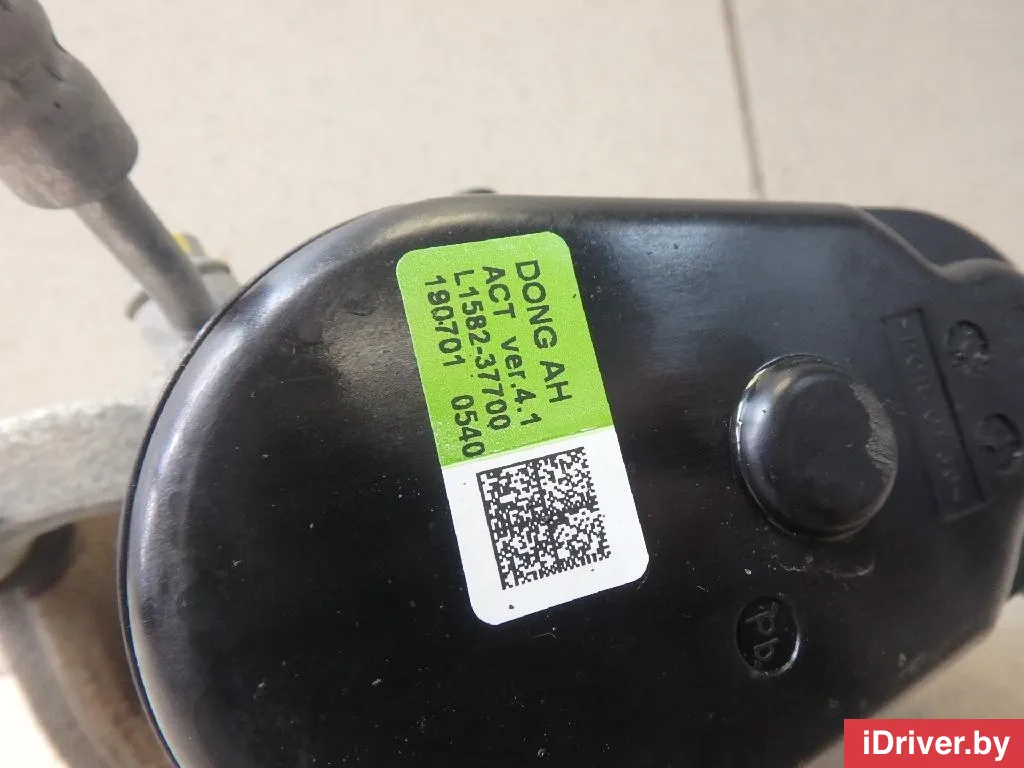 DONG AH
ACT ver.4.1
L1582-37700
190701 0540
iDriver.by